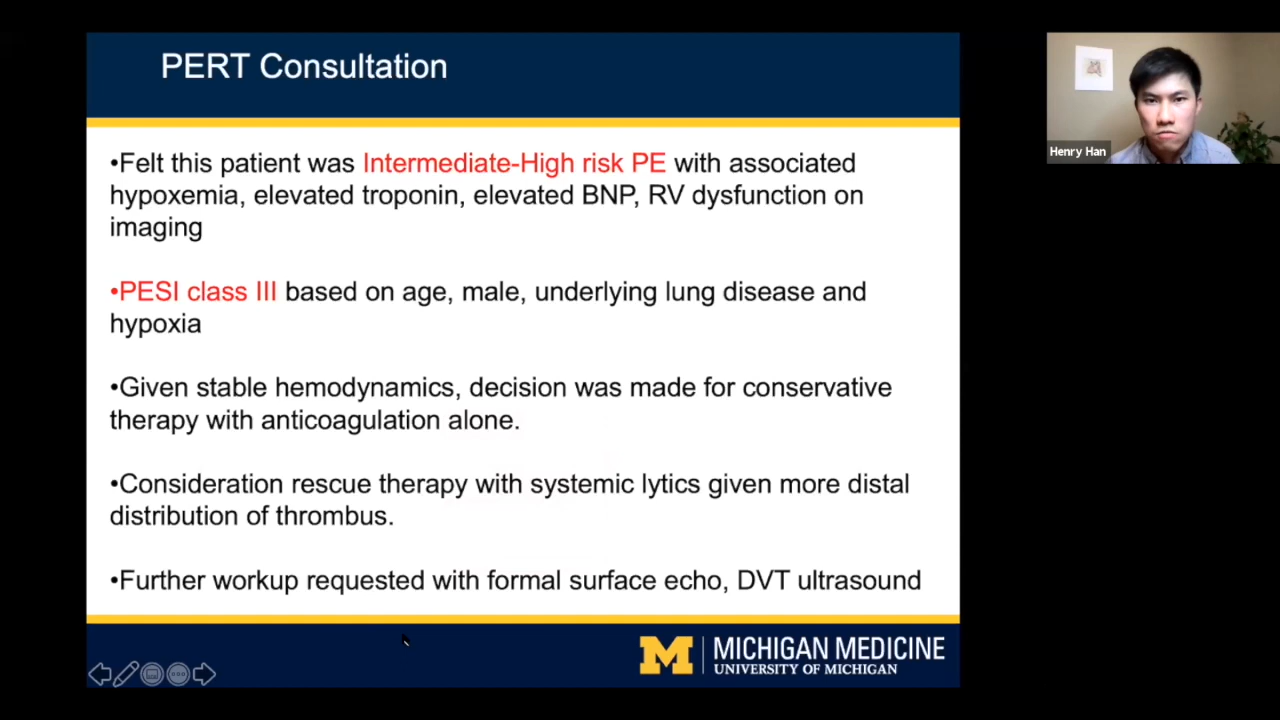 PERT Consultation
Henry Han
•Felt this patient was Intermediate-High risk PE with associated
hypoxemia, elevated troponin, elevated BNP, RV dysfunction on
imaging
•PESI class III based on age, male, underlying lung disease and
hypoxia
•Given stable hemodynamics, decision was made for conservative
therapy with anticoagulation alone.
•Consideration rescue therapy with systemic lytics given more distal
distribution of thrombus.
•Further workup requested with formal surface echo, DVT ultrasound
M
MICHIGAN MEDICINE
UNIVERSITY OF MICHIGAN